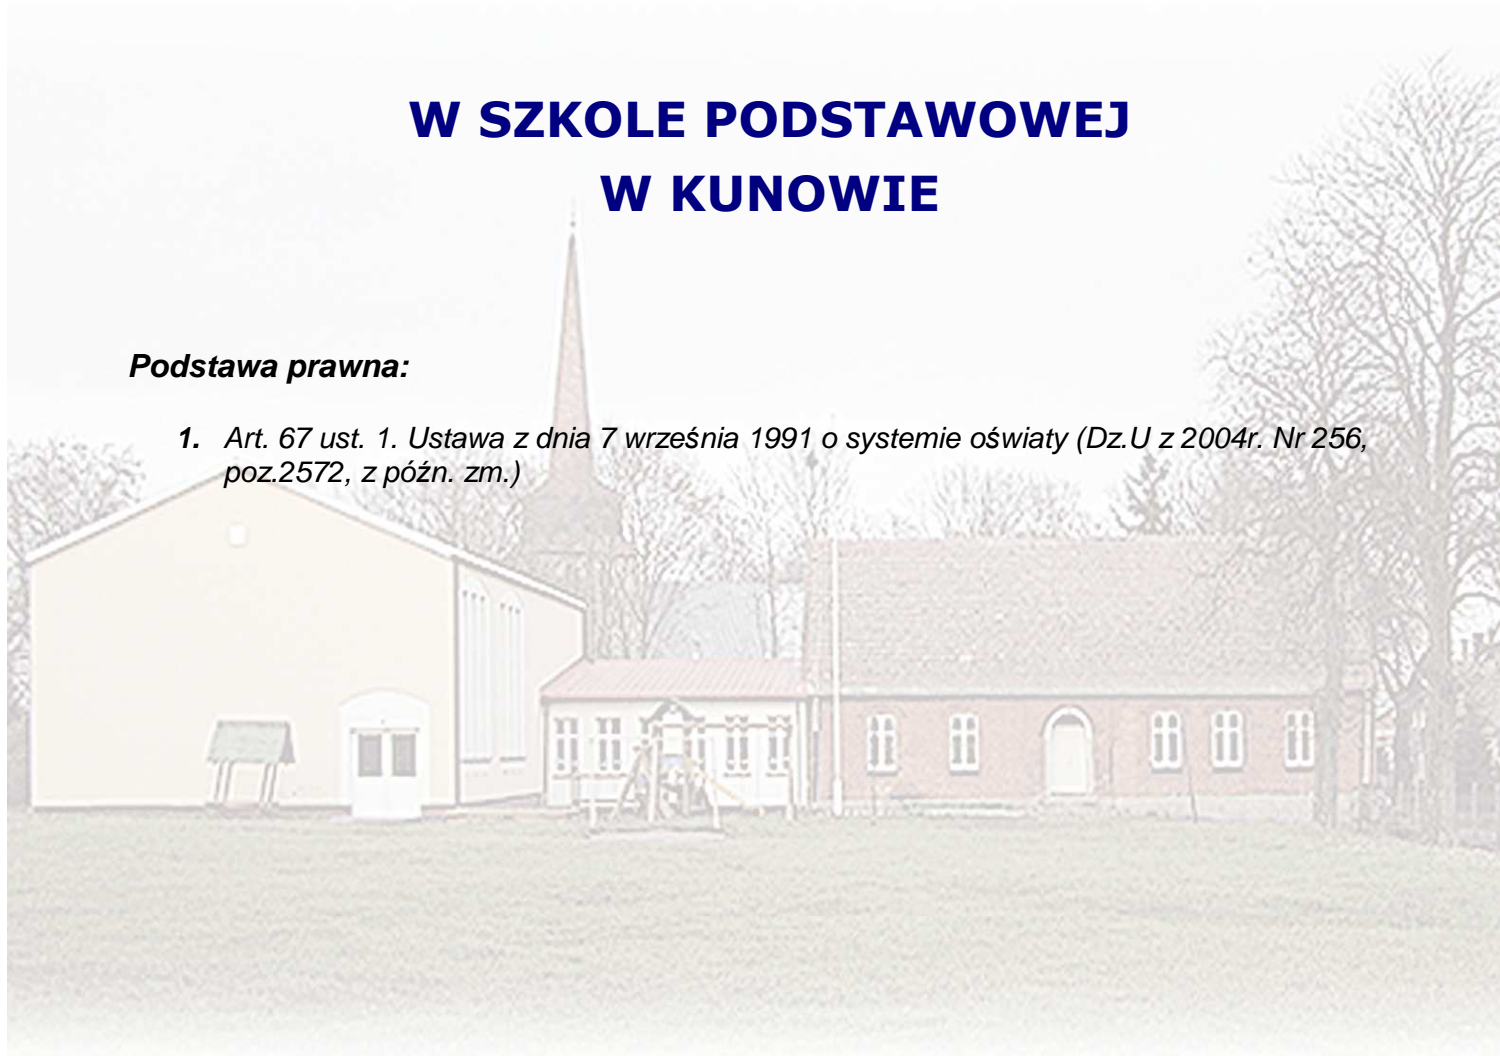 W SZKOLE PODSTAWOWEJ
W KUNOWIE
Podstawa prawna:
1. Art. 67 ust. 1. Ustawa z dnia 7 września 1991 o systemie oświaty (Dz.U z 2004r. Nr 256,
poz.2572, z późn. zm.)